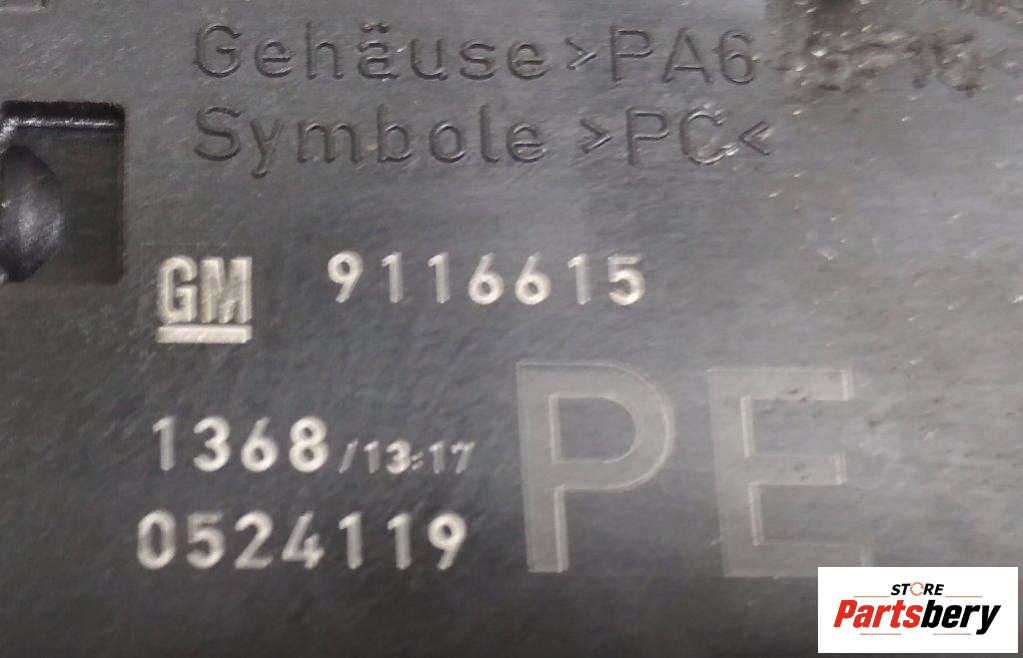 Gehäuse >PA6
Symbole >PC<
GM 9116615
1368/13:17
0524119
PE
STORE
Partsbery